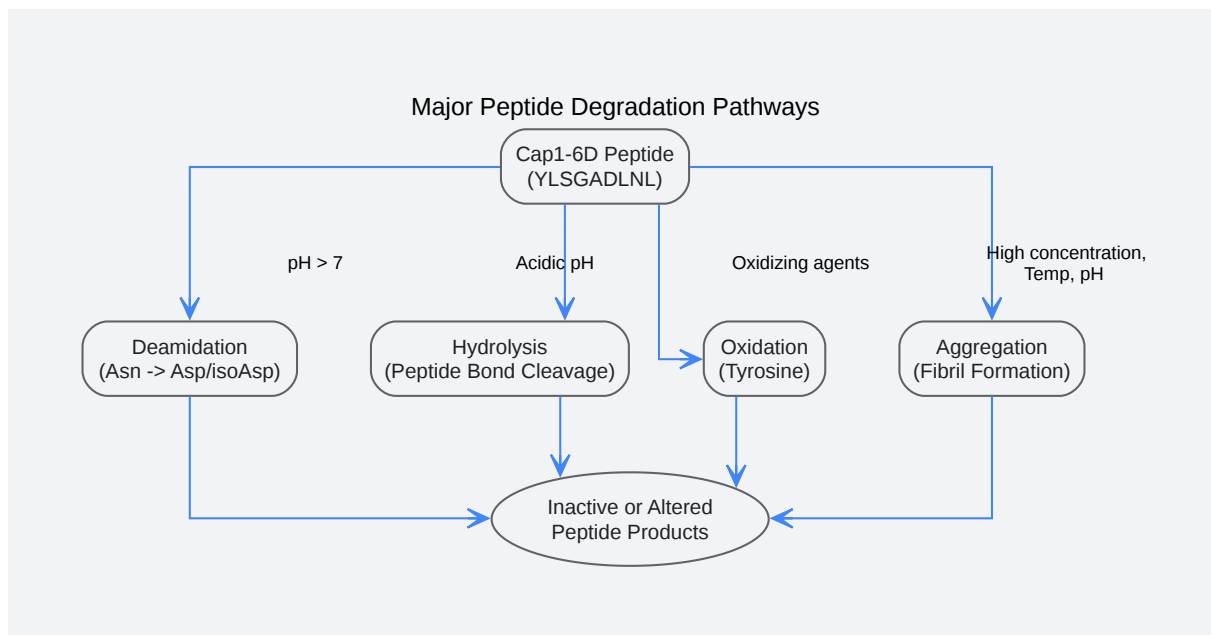 Major Peptide Degradation Pathways
Cap1-6D Peptide
(YLSGADLNL)
pH > 7
Acidic pH
Oxidizing agents
High concentration,
Temp, pH
Deamidation
(Asn -> Asp/isoAsp)
Hydrolysis
(Peptide Bond Cleavage)
Oxidation
(Tyrosine)
Aggregation
(Fibril Formation)
Inactive or Altered
Peptide Products